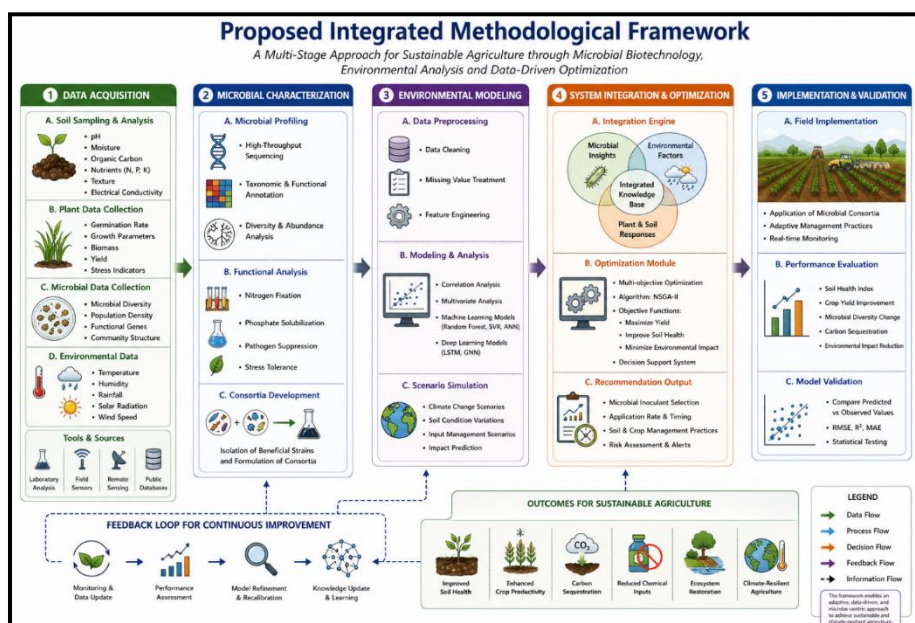 Proposed Integrated Methodological Framework
A Multi-Stage Approach for Sustainable Agriculture through Microbial Biotechnology,
Environmental Analysis and Data-Driven Optimization
1 DATA ACQUISITION
A. Soil Sampling & Analysis
• pH
• Moisture
• Organic Carbon
• Nutrients (N, P, K)
• Texture
• Electrical Conductivity
B. Plant Data Collection
• Germination Rate
• Growth Parameters
• Biomass
• Yield
• Stress Indicators
C. Microbial Data Collection
• Microbial Diversity
• Population Density
• Functional Genes
• Community Structure
D. Environmental Data
• Temperature
• Humidity
• Rainfall
• Solar Radiation
• Wind Speed
Tools & Sources
Laboratory
Analysis
Field
Sensors
Remote
Sensing
Public
Databases
2 MICROBIAL CHARACTERIZATION
A. Microbial Profiling
• High-Throughput
Sequencing
• Taxonomic & Functional
Annotation
• Diversity & Abundance
Analysis
B. Functional Analysis
• Nitrogen Fixation
• Phosphate Solubilization
• Pathogen Suppression
• Stress Tolerance
C. Consortia Development
Isolation of Beneficial Strains
and Formulation of Consortia
3 ENVIRONMENTAL MODELING
A. Data Preprocessing
• Data Cleaning
• Missing Value Treatment
• Feature Engineering
B. Modeling & Analysis
• Correlation Analysis
• Multivariate Analysis
• Machine Learning Models
(Random Forest, SVR, ANN)
• Deep Learning Models
(LSTM, GNN)
C. Scenario Simulation
• Climate Change Scenarios
• Soil Condition Variations
• Input Management Scenarios
• Impact Prediction
4 SYSTEM INTEGRATION & OPTIMIZATION
A. Integration Engine
Microbial
Insights
Environmental
Factors
Integrated
Knowledge
Base
Plant & Soil
Responses
B. Optimization Module
• Multi-objective Optimization
• Algorithm: NSGA-II
• Objective Functions:
• Maximize Yield
• Improve Soil Health
• Minimize Environmental Impact
• Decision Support System
C. Recommendation Output
• Microbial Inoculant Selection
• Application Rate & Timing
• Soil & Crop Management Practices
• Risk Assessment & Alerts
5 IMPLEMENTATION & VALIDATION
A. Field Implementation
• Application of Microbial Consortia
• Adaptive Management Practices
• Real-time Monitoring
B. Performance Evaluation
• Soil Health Index
• Crop Yield Improvement
• Microbial Diversity Change
• Carbon Sequestration
• Environmental Impact Reduction
C. Model Validation
• Compare Predicted
vs Observed Values
• RMSE, R², MAE
• Statistical Testing
FEEDBACK LOOP FOR CONTINUOUS IMPROVEMENT
Monitoring &
Data Update
Performance
Assessment
Model Refinement
& Recalibration
Knowledge Update
& Learning
OUTCOMES FOR SUSTAINABLE AGRICULTURE
CO₂
Improved
Soil Health
Enhanced
Crop Productivity
Carbon
Sequestration
Reduced Chemical
Inputs
Ecosystem
Restoration
Climate-Resilient
Agriculture
LEGEND
Data Flow
Process Flow
Decision Flow
Feedback Flow
Information Flow
The framework enables an
adaptive, data-driven, and
microbe-centric approach
to achieve sustainable and
climate-resilient agriculture.